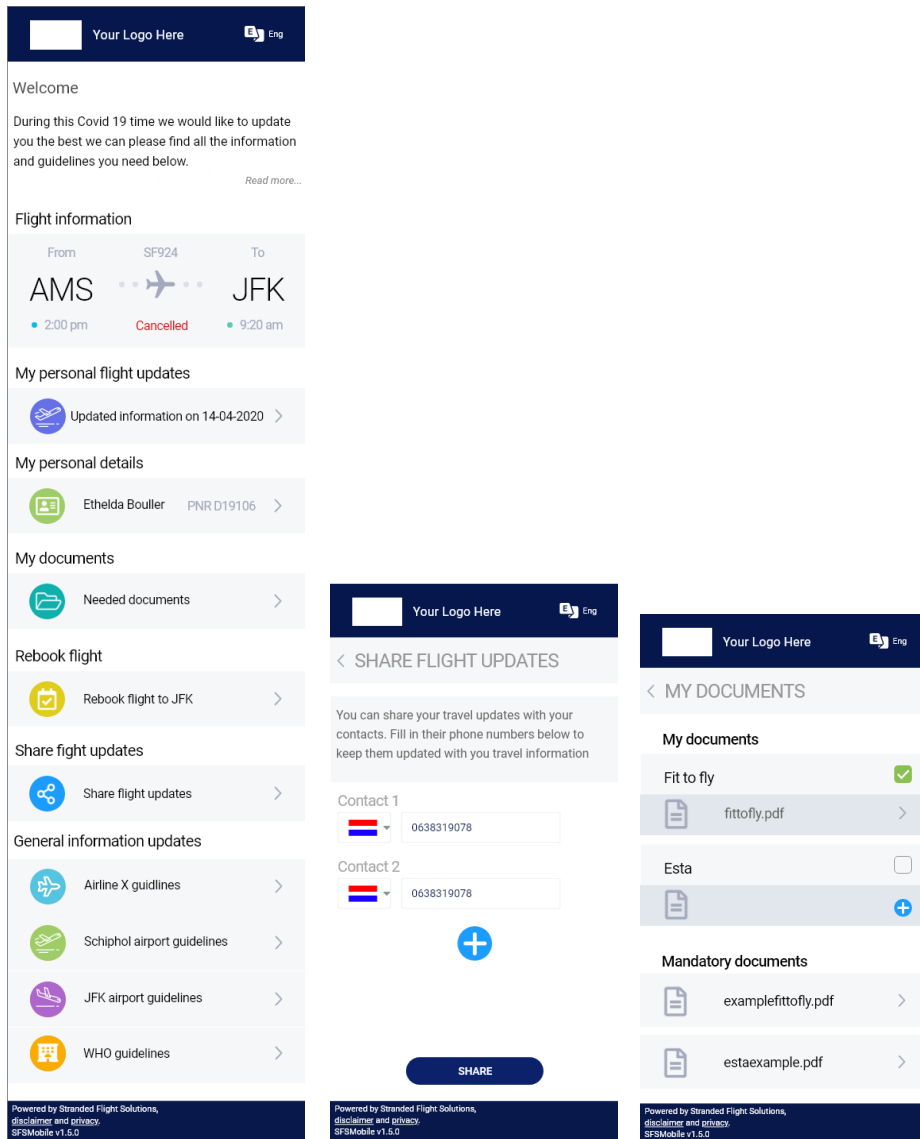 Your Logo Here
Eng
Welcome
During this Covid 19 time we would like to update
you the best we can please find all the information
and guidelines you need below.
Read more...
Flight information
From SF924 To
AMS JFK
2:00 pm Cancelled 9:20 am
My personal flight updates
Updated information on 14-04-2020
My personal details
Ethelda Bouller PNR D19106
My documents
Needed documents
Rebook flight
Rebook flight to JFK
Share fight updates
Share flight updates
General information updates
Airline X guidlines
Schiphol airport guidelines
JFK airport guidelines
WHO guidelines
Powered by Stranded Flight Solutions,
disclaimer and privacy.
SFSMobile v1.5.0
Your Logo Here
Eng
SHARE FLIGHT UPDATES
You can share your travel updates with your
contacts. Fill in their phone numbers below to
keep them updated with you travel information
Contact 1
0638319078
Contact 2
0638319078
SHARE
Powered by Stranded Flight Solutions,
disclaimer and privacy.
SFSMobile v1.5.0
Your Logo Here
Eng
MY DOCUMENTS
My documents
Fit to fly
fittofly.pdf
Esta
Mandatory documents
examplefittofly.pdf
estaexample.pdf
Powered by Stranded Flight Solutions,
disclaimer and privacy.
SFSMobile v1.5.0